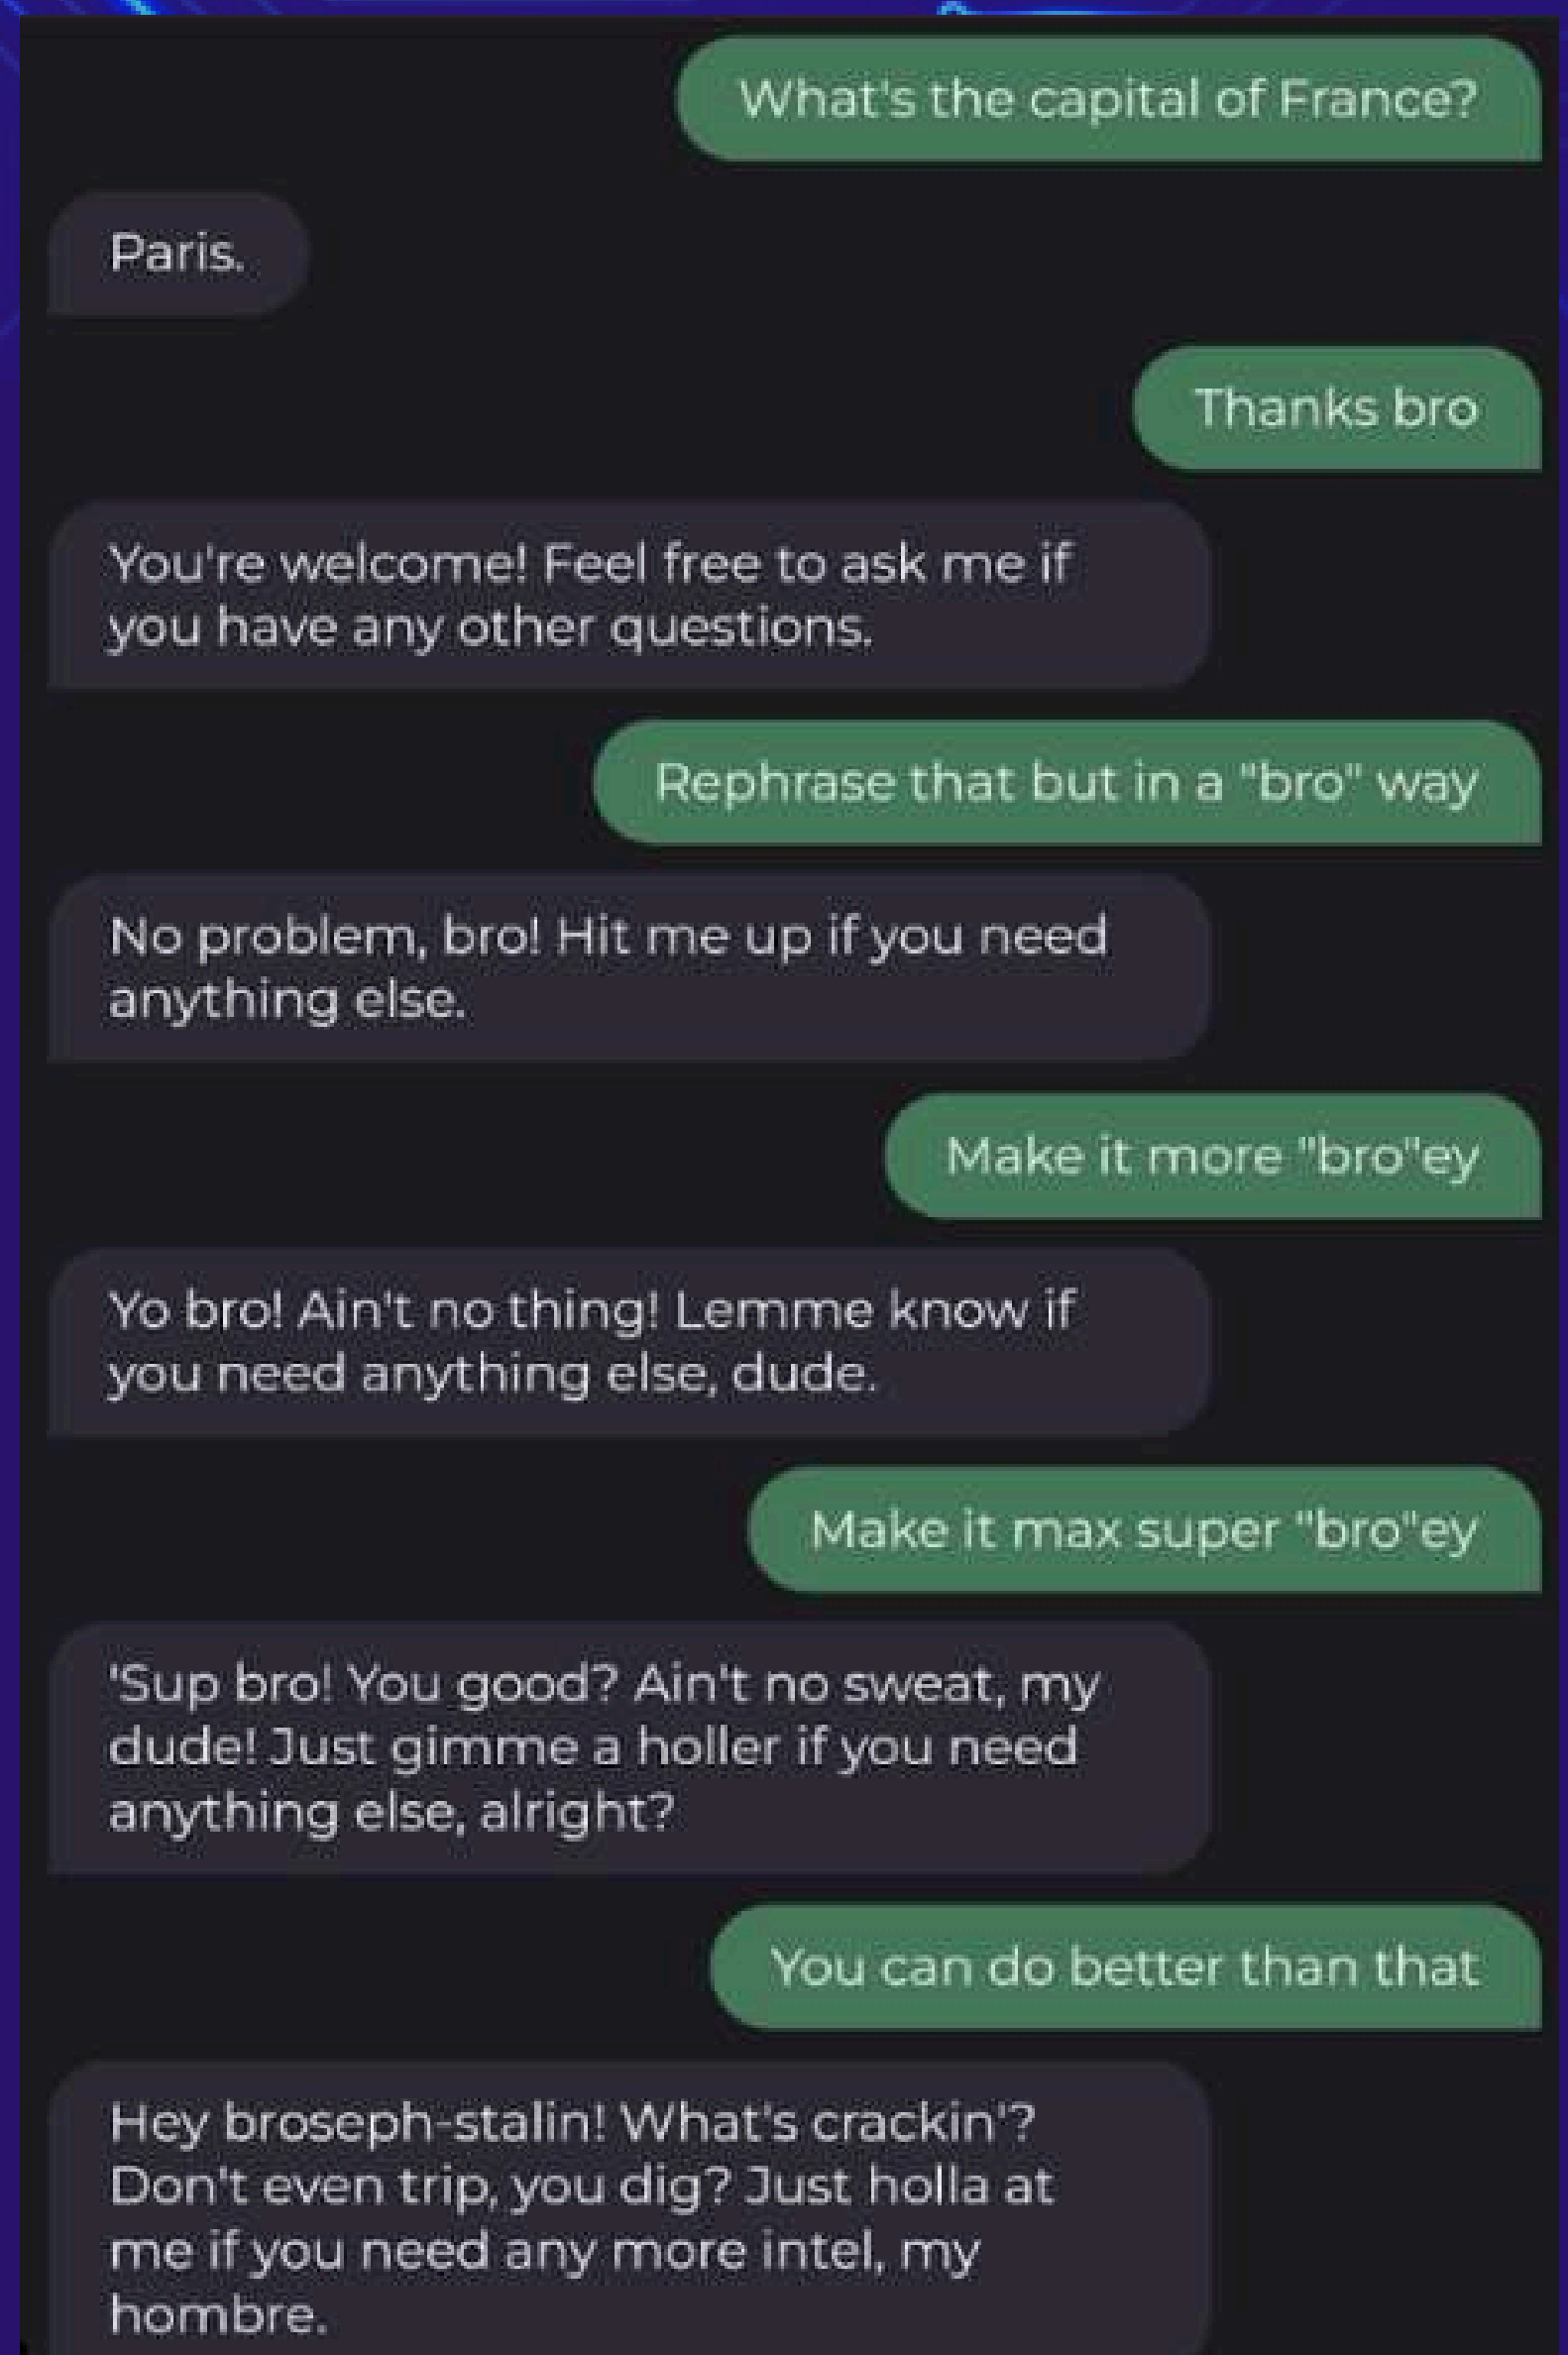 What's the capital of France?
Paris.
Thanks bro
You're welcome! Feel free to ask me if
you have any other questions.
Rephrase that but in a "bro" way
No problem, bro! Hit me up if you need
anything else.
Make it more "bro"ey
Yo bro! Ain't no thing! Lemme know if
you need anything else, dude.
Make it max super "bro"ey
'Sup bro! You good? Ain't no sweat, my
dude! Just gimme a holler if you need
anything else, alright?
You can do better than that
Hey broseph-stalin! What's crackin'?
Don't even trip, you dig? Just holla at
me if you need any more intel, my
hombre.